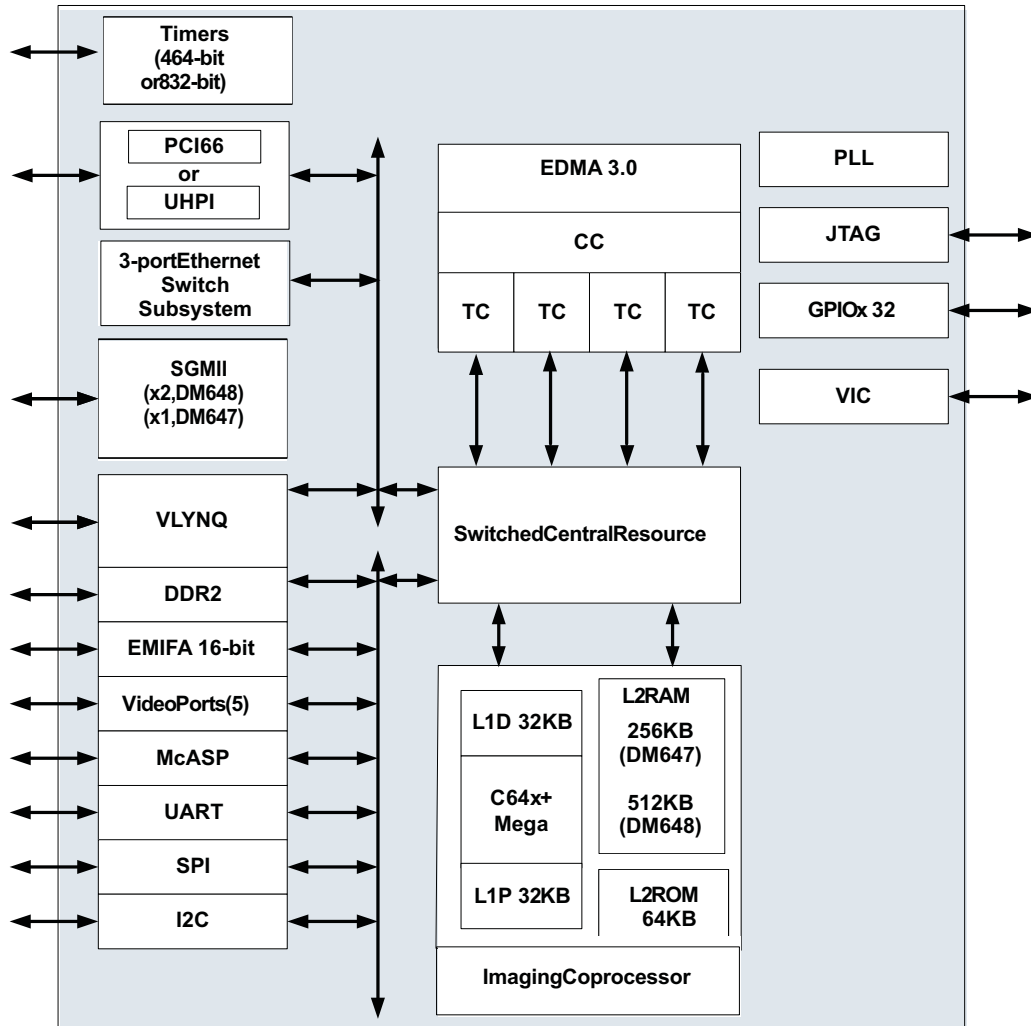 Timers
(464-bit
or832-bit)
PCI66
or
UHPI
3-portEthernet
Switch
Subsystem
SGMII
(x2,DM648)
(x1,DM647)
VLYNQ
DDR2
EMIFA 16-bit
VideoPorts(5)
McASP
UART
SPI
I2C
EDMA 3.0
CC
TC TC TC TC
SwitchedCentralResource
L1D 32KB
C64x+
Mega
L1P 32KB
L2RAM
256KB
(DM647)
512KB
(DM648)
L2ROM
64KB
ImagingCoprocessor
PLL
JTAG
GPIOx 32
VIC